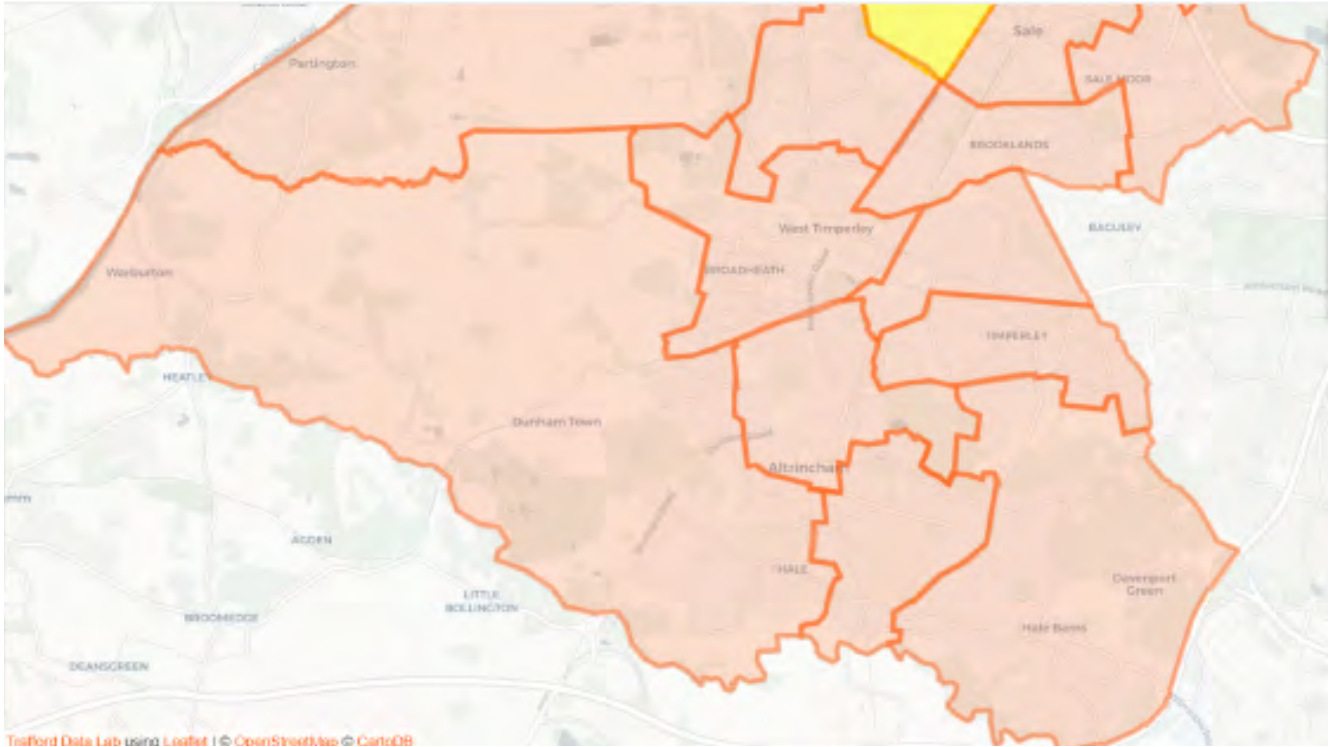 Partington
Sale
SALE MOOR
BROOKLANDS
West Timperley
BAGULEY
BROADHEATH
Warburton
TIMPERLEY
HEATLEY
Dunham Town
Altrincham
AGDEN
HALE
Davenport
Green
LITTLE
BOLLINGTON
BROOMEDGE
Hale Barns
DEANSGREEN
Trafford Data Lab using Leaflet | © OpenStreetMap © CartoDB